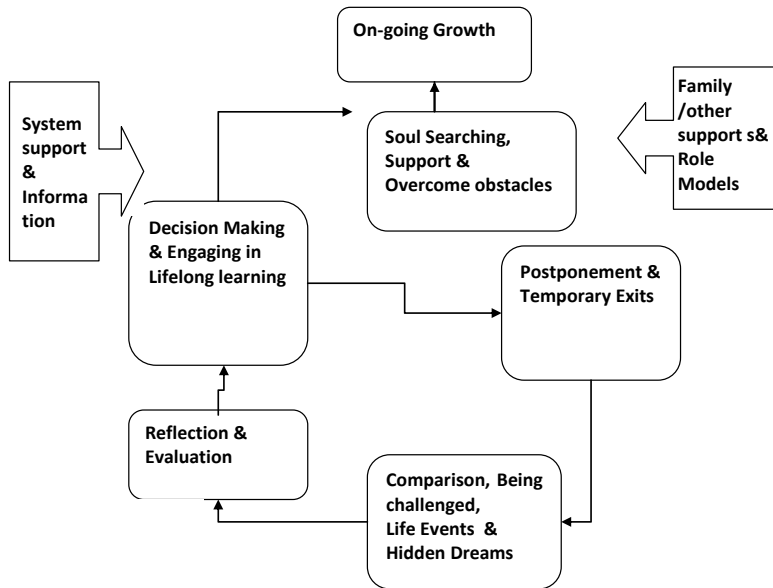 On-going Growth
System
support
&
Informa
tion
Family
/other
support s&
Role
Models
Soul Searching,
Support &
Overcome obstacles
Decision Making
& Engaging in
Lifelong learning
Postponement &
Temporary Exits
Reflection &
Evaluation
Comparison, Being
challenged,
Life Events &
Hidden Dreams